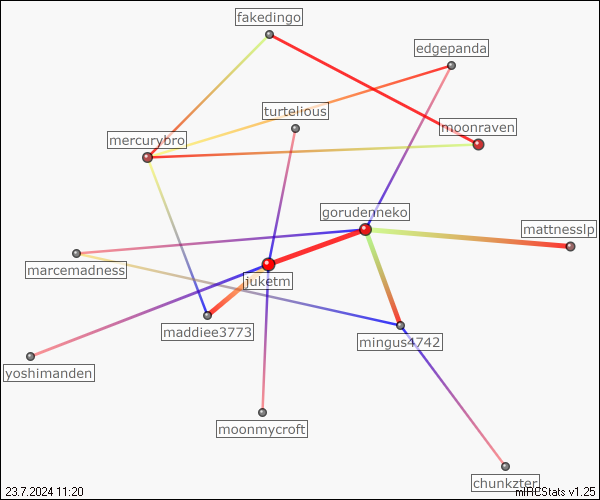 fakedingo
edgepanda
turtelious
moonraven
mercurybro
gorudenneko
mattnesslp
marcemadness
juketm
maddiee3773
mingus4742
yoshimanden
moonmycroft
chunkzter
23.7.2024 11:20
mIRCStats v1.25